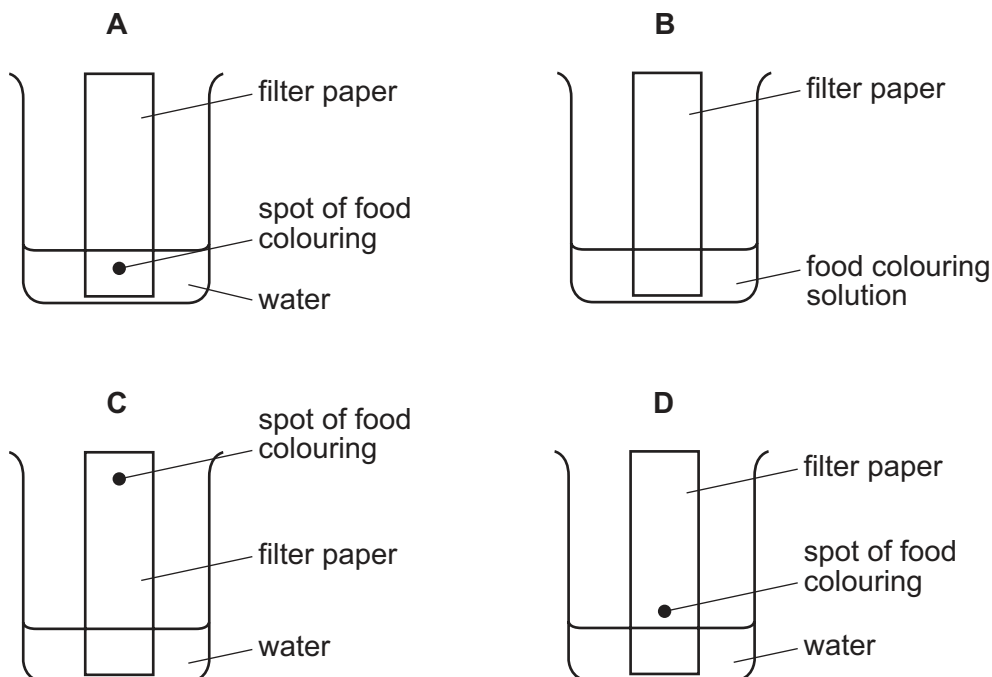 A
filter paper
spot of food
colouring
water
B
filter paper
food colouring
solution
C
spot of food
colouring
filter paper
water
D
filter paper
spot of food
colouring
water